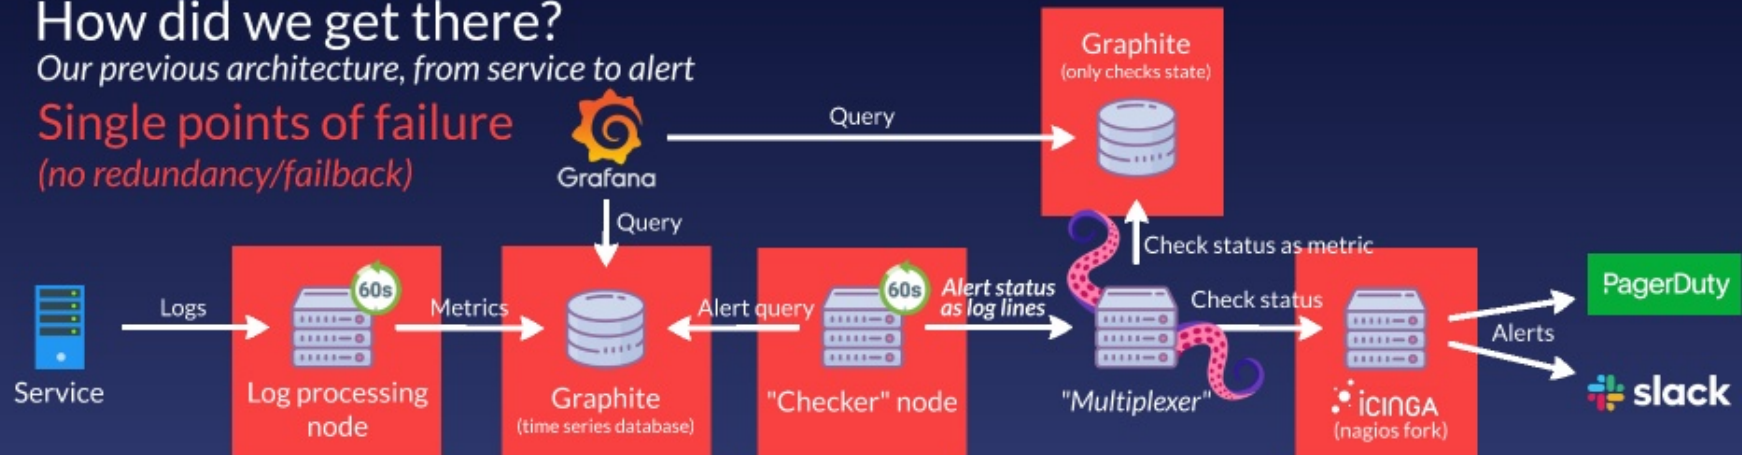 How did we get there?
Our previous architecture, from service to alert
Single points of failure
(no redundancy/failback)
Grafana
Query
Query
Graphite
(only checks state)
Check status as metric
Service
Logs
60s
Log processing
node
Metrics
Graphite
(time series database)
Alert query
60s
"Checker" node
Alert status
as log lines
"Multiplexer"
Check status
iCINGA
(nagios fork)
Alerts
PagerDuty
slack